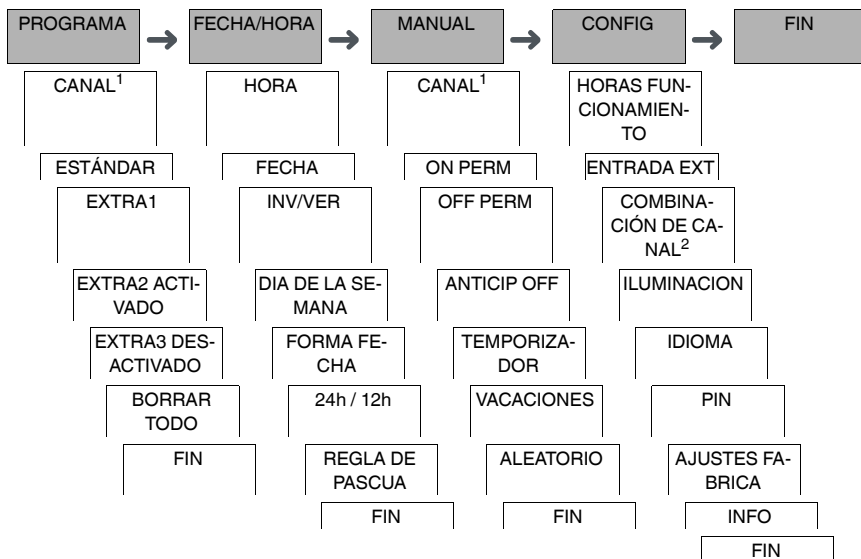 PROGRAMA
FECHA/HORA
MANUAL
CONFIG
FIN
CANAL1
ESTÁNDAR
EXTRA1
EXTRA2 ACTI-
VADO
EXTRA3 DES-
ACTIVADO
BORRAR
TODO
FIN
HORA
FECHA
INV/VER
DIA DE LA SE-
MANA
FORMA FE-
CHA
24h / 12h
REGLA DE
PASCUA
FIN
CANAL1
ON PERM
OFF PERM
ANTICIP OFF
TEMPORIZA-
DOR
VACACIONES
ALEATORIO
FIN
HORAS FUN-
CIONAMIEN-
TO
ENTRADA EXT
COMBINA-
CIÓN DE CA-
NAL2
ILUMINACION
IDIOMA
PIN
AJUSTES FA-
BRICA
INFO
FIN